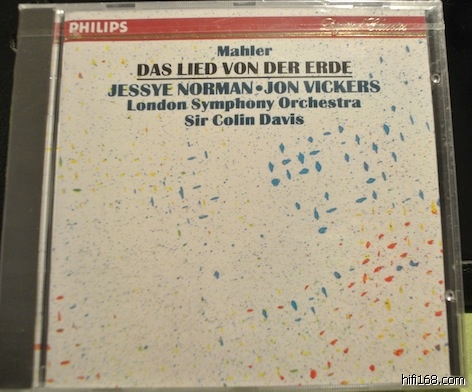 PHILIPS
Mahler
DAS LIED VON DER ERDE
JESSYE NORMAN • JON VICKERS
London Symphony Orchestra
Sir Colin Davis
hifi168.com